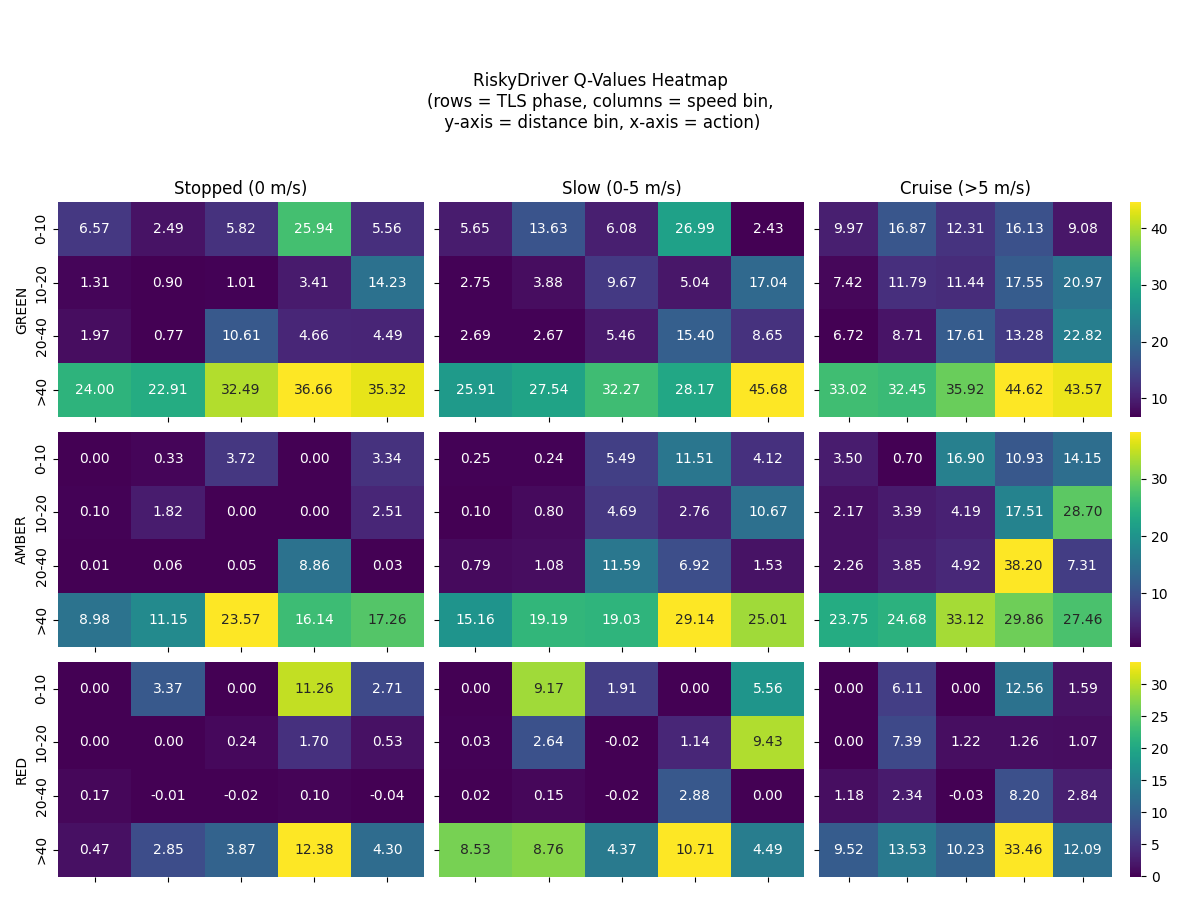 RiskyDriver Q-Values Heatmap
(rows = TLS phase, columns = speed bin,
y-axis = distance bin, x-axis = action)
Stopped (0 m/s) Slow (0-5 m/s) Cruise (>5 m/s)
GREEN
0-10 6.57 2.49 5.82 25.94 5.56 5.65 13.63 6.08 26.99 2.43 9.97 16.87 12.31 16.13 9.08
10-20 1.31 0.90 1.01 3.41 14.23 2.75 3.88 9.67 5.04 17.04 7.42 11.79 11.44 17.55 20.97
20-40 1.97 0.77 10.61 4.66 4.49 2.69 2.67 5.46 15.40 8.65 6.72 8.71 17.61 13.28 22.82
>40 24.00 22.91 32.49 36.66 35.32 25.91 27.54 32.27 28.17 45.68 33.02 32.45 35.92 44.62 43.57
40
30
20
10
AMBER
0-10 0.00 0.33 3.72 0.00 3.34 0.25 0.24 5.49 11.51 4.12 3.50 0.70 16.90 10.93 14.15
10-20 0.10 1.82 0.00 0.00 2.51 0.10 0.80 4.69 2.76 10.67 2.17 3.39 4.19 17.51 28.70
20-40 0.01 0.06 0.05 8.86 0.03 0.79 1.08 11.59 6.92 1.53 2.26 3.85 4.92 38.20 7.31
>40 8.98 11.15 23.57 16.14 17.26 15.16 19.19 19.03 29.14 25.01 23.75 24.68 33.12 29.86 27.46
30
20
10
RED
0-10 0.00 3.37 0.00 11.26 2.71 0.00 9.17 1.91 0.00 5.56 0.00 6.11 0.00 12.56 1.59
10-20 0.00 0.00 0.24 1.70 0.53 0.03 2.64 -0.02 1.14 9.43 0.00 7.39 1.22 1.26 1.07
20-40 0.17 -0.01 -0.02 0.10 -0.04 0.02 0.15 -0.02 2.88 0.00 1.18 2.34 -0.03 8.20 2.84
>40 0.47 2.85 3.87 12.38 4.30 8.53 8.76 4.37 10.71 4.49 9.52 13.53 10.23 33.46 12.09
30
25
20
15
10
5
0